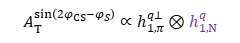 A_T^{sin(2φ_CS−φ_S)} ∝ h_{1,π}^{q⊥} ⊗ h_{1,N}^{q}